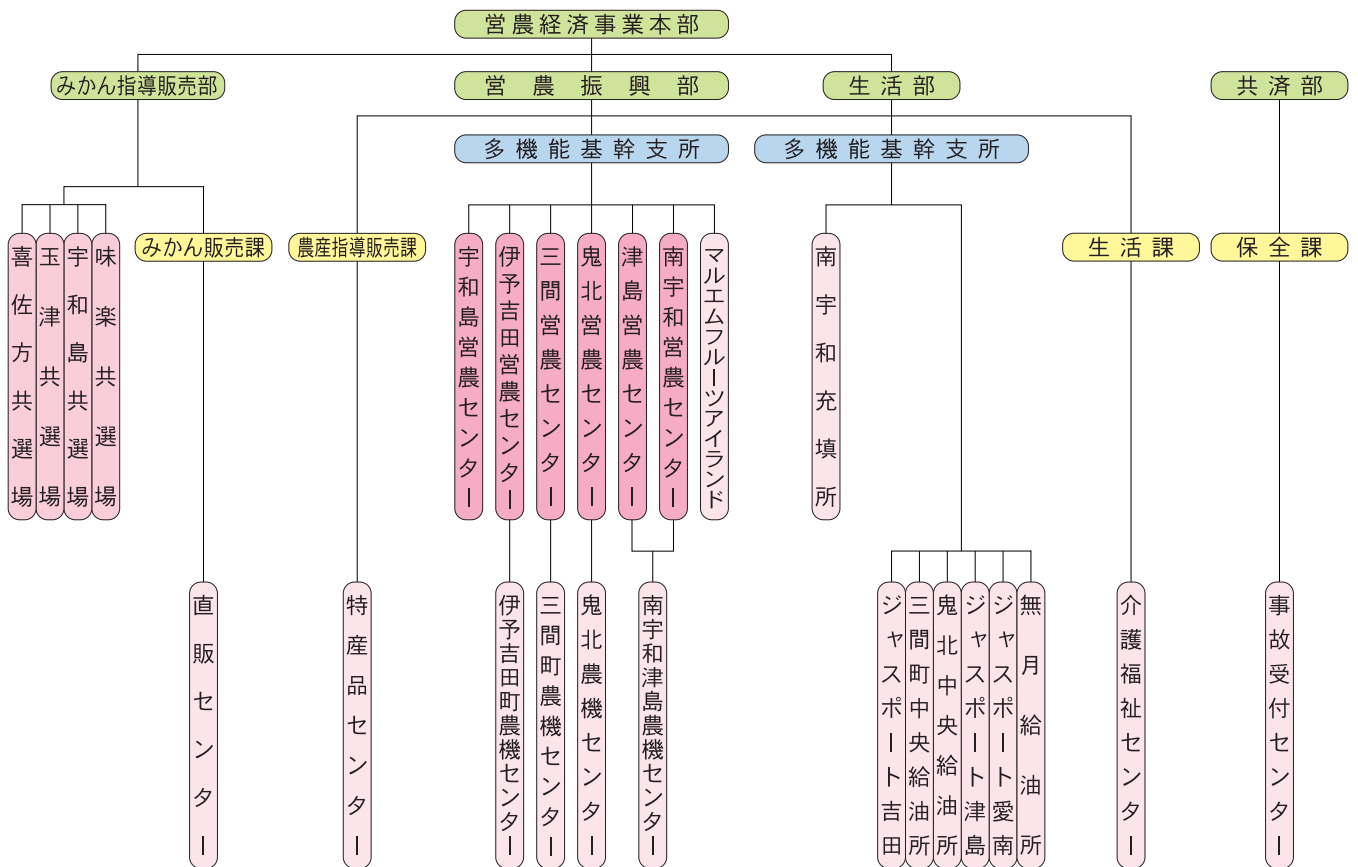 営農経済事業本部
みかん指導販売部
営農振興部
生活部
共済部
多機能基幹支所
多機能基幹支所
喜佐方共選場
玉津共選場
宇和島共選場
味楽共選場
みかん販売課
農産指導販売課
宇和島営農センター
伊予吉田営農センター
三間営農センター
鬼北営農センター
津島営農センター
南宇和営農センター
マルエムフルーツアイランド
南宇和充填所
生活課
保全課
直販センター
特産品センター
伊予吉田町農機センター
三間町農機センター
鬼北農機センター
南宇和津島農機センター
ジャスポート吉田
三間町中央給油所
鬼北中央給油所
ジャスポート津島
ジャスポート愛南
無月給油所
介護福祉センター
事故受付センター